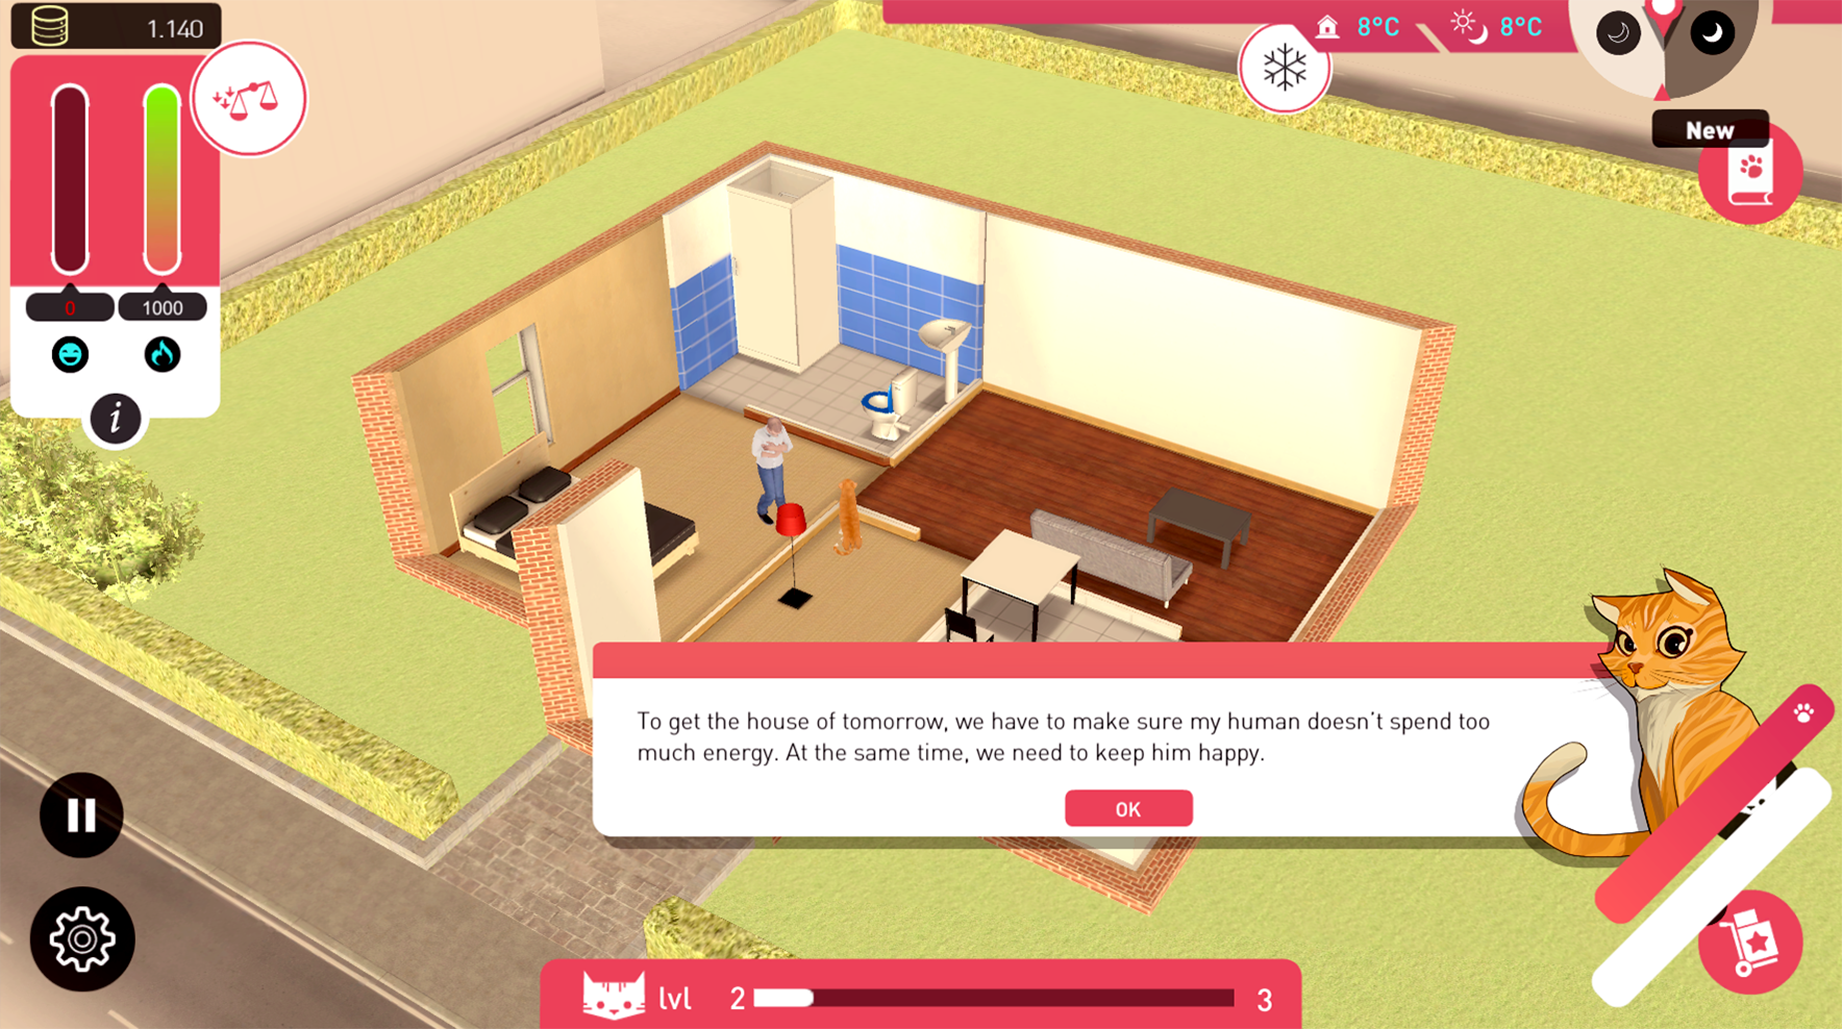 1.140
8°C
8°C
New
0
1000
i
To get the house of tomorrow, we have to make sure my human doesn't spend too
much energy. At the same time, we need to keep him happy.
OK
lvl 2 3